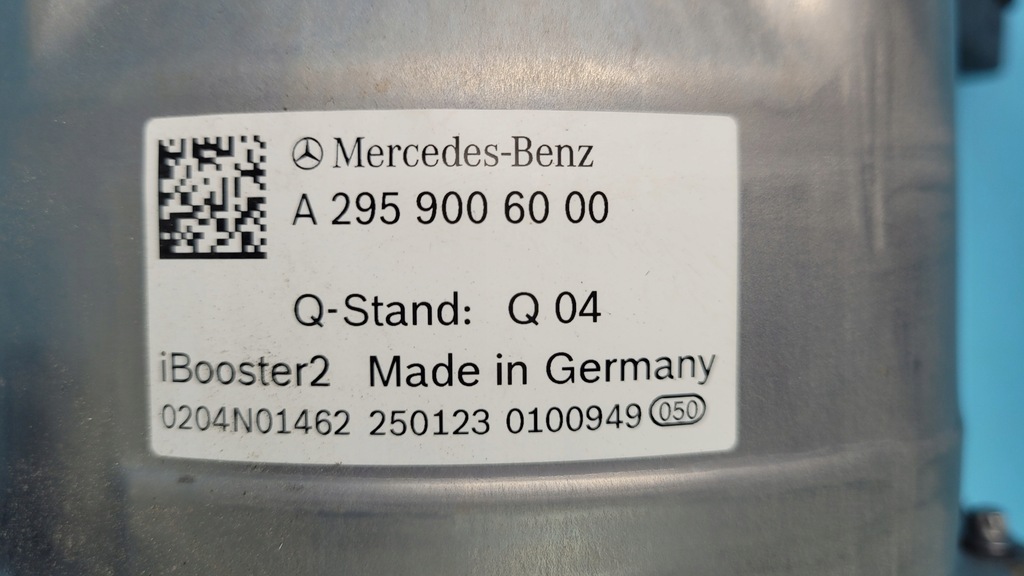 Mercedes-Benz
A 295 900 60 00
Q-Stand: Q 04
iBooster2 Made in Germany
0204N01462 250123 0100949 050